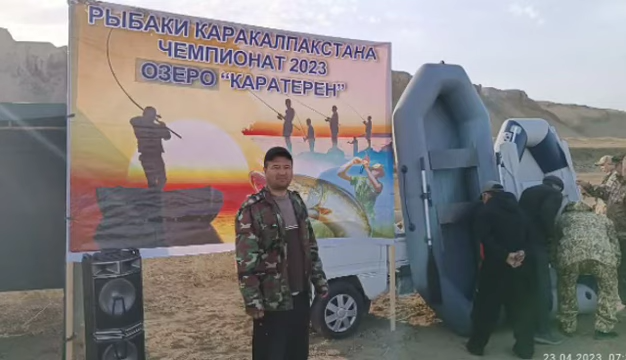 РЫБАКИ КАРАКАЛПАКСТАНА
ЧЕМПИОНАТ 2023
ОЗЕРО "КАРАТЕРЕН"
23.04.2023